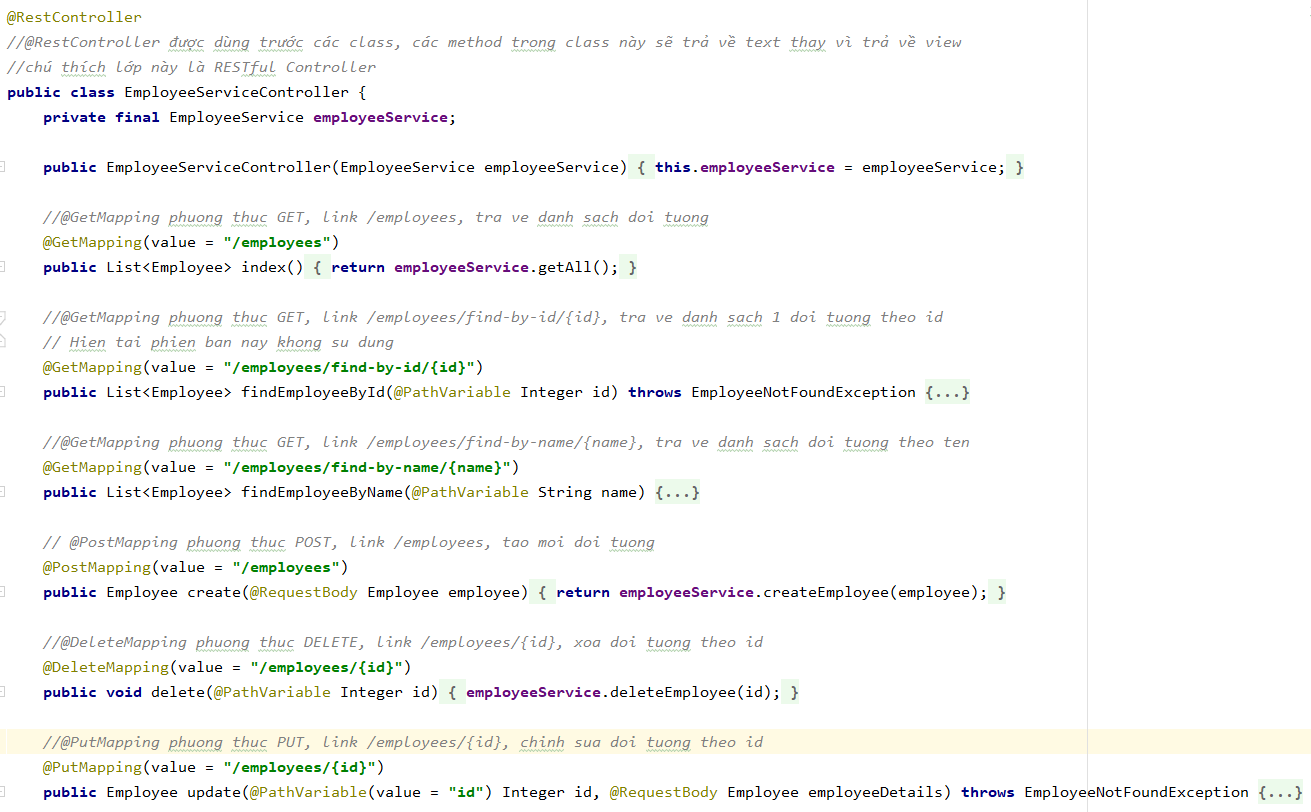 @RestController
//@RestController được dùng trước các class, các method trong class này sẽ trả về text thay vì trả về view
//chú thích lớp này là RESTful Controller
public class EmployeeServiceController {
    private final EmployeeService employeeService;

    public EmployeeServiceController(EmployeeService employeeService) { this.employeeService = employeeService; }

    //@GetMapping phuong thuc GET, link /employees, tra ve danh sach doi tuong
    @GetMapping(value = "/employees")
    public List<Employee> index() { return employeeService.getAll(); }

    //@GetMapping phuong thuc GET, link /employees/find-by-id/{id}, tra ve danh sach 1 doi tuong theo id
    // Hien tai phien ban nay khong su dung
    @GetMapping(value = "/employees/find-by-id/{id}")
    public List<Employee> findEmployeeById(@PathVariable Integer id) throws EmployeeNotFoundException {...}

    //@GetMapping phuong thuc GET, link /employees/find-by-name/{name}, tra ve danh sach doi tuong theo ten
    @GetMapping(value = "/employees/find-by-name/{name}")
    public List<Employee> findEmployeeByName(@PathVariable String name) {...}

    // @PostMapping phuong thuc POST, link /employees, tao moi doi tuong
    @PostMapping(value = "/employees")
    public Employee create(@RequestBody Employee employee) { return employeeService.createEmployee(employee); }

    //@DeleteMapping phuong thuc DELETE, link /employees/{id}, xoa doi tuong theo id
    @DeleteMapping(value = "/employees/{id}")
    public void delete(@PathVariable Integer id) { employeeService.deleteEmployee(id); }

    //@PutMapping phuong thuc PUT, link /employees/{id}, chinh sua doi tuong theo id
    @PutMapping(value = "/employees/{id}")
    public Employee update(@PathVariable(value = "id") Integer id, @RequestBody Employee employeeDetails) throws EmployeeNotFoundException {...}